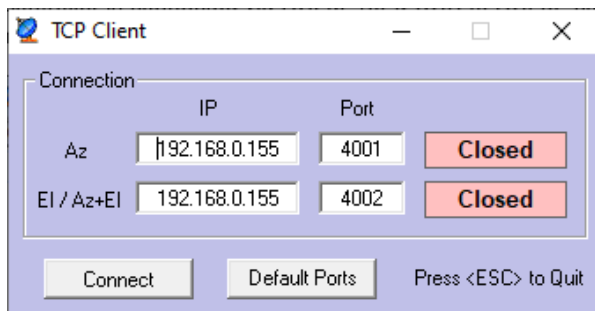 TCP Client
Connection
IP Port
Az 192.168.0.155 4001 Closed
El / Az+El 192.168.0.155 4002 Closed
Connect Default Ports Press <ESC> to Quit